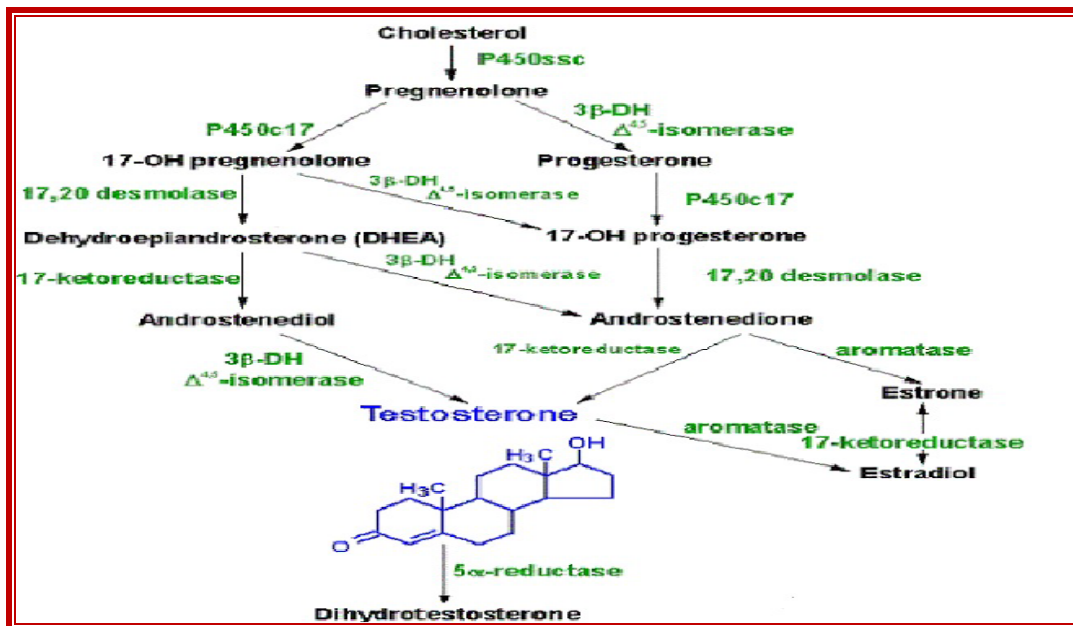 Cholesterol
P450ssc
Pregnenolone
3β-DH
P450c17
Δ4,5-isomerase
17-OH pregnenolone
Progesterone
17,20 desmolase
3β-DH
Δ4,5-isomerase
P450c17
Dehydroepiandrosterone (DHEA)
17-OH progesterone
17-ketoreductase
3β-DH
Δ4,5-isomerase
17,20 desmolase
Androstenediol
Androstenedione
3β-DH
Δ4,5-isomerase
17-ketoreductase
aromatase
Estrone
Testosterone
aromatase
17-ketoreductase
Estradiol
OH
H3C
H3C
O
5α-reductase
Dihydrotestosterone